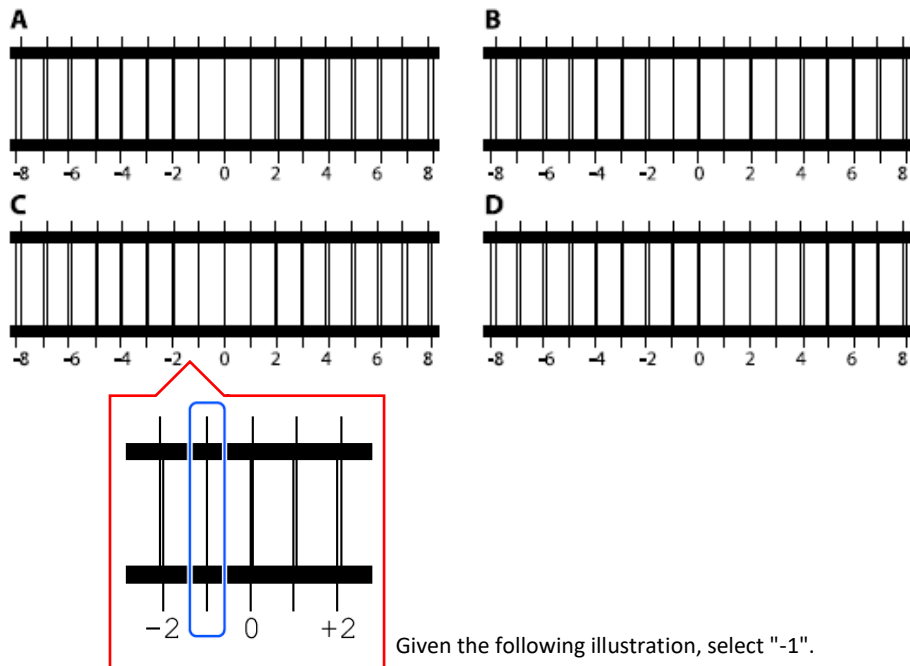 A B
-8 -6 -4 -2 0 2 4 6 8 -8 -6 -4 -2 0 2 4 6 8
C D
-8 -6 -4 -2 0 2 4 6 8 -8 -6 -4 -2 0 2 4 6 8
-2 0 +2
Given the following illustration, select "-1".